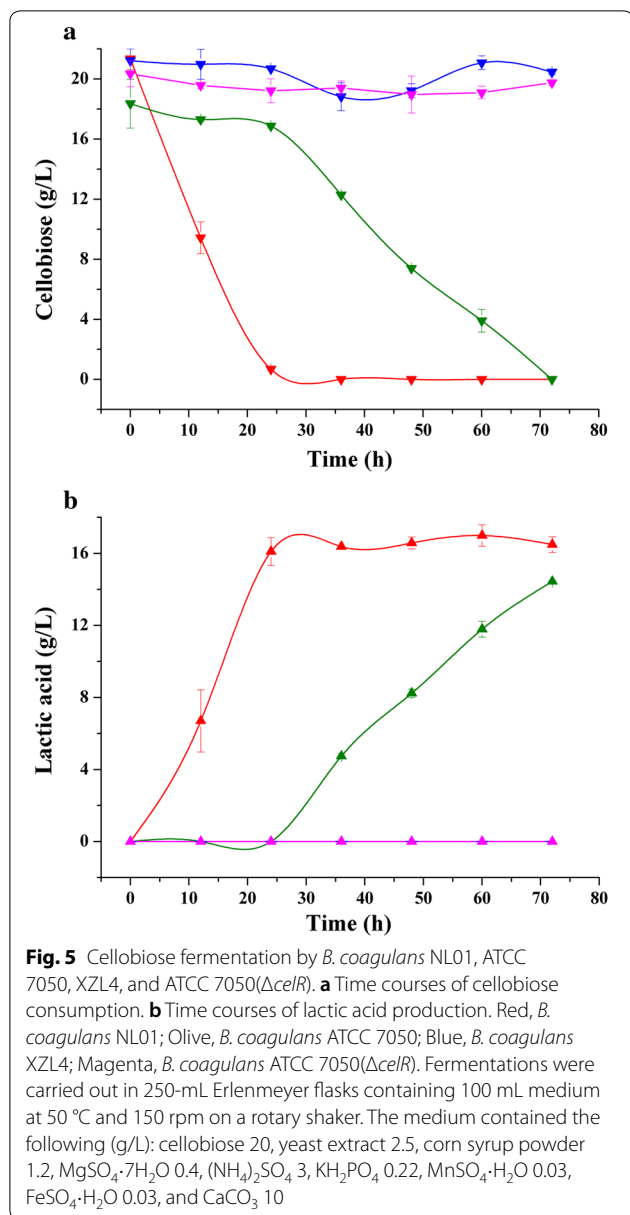 a
20
16
12
8
4
0
Cellobiose (g/L)
0 10 20 30 40 50 60 70 80
Time (h)
b
16
12
8
4
0
Lactic acid (g/L)
0 10 20 30 40 50 60 70 80
Time (h)
Fig. 5 Cellobiose fermentation by B. coagulans NL01, ATCC
7050, XZL4, and ATCC 7050(ΔcelR). a Time courses of cellobiose
consumption. b Time courses of lactic acid production. Red, B.
coagulans NL01; Olive, B. coagulans ATCC 7050; Blue, B. coagulans
XZL4; Magenta, B. coagulans ATCC 7050(ΔcelR). Fermentations were
carried out in 250-mL Erlenmeyer flasks containing 100 mL medium
at 50 °C and 150 rpm on a rotary shaker. The medium contained the
following (g/L): cellobiose 20, yeast extract 2.5, corn syrup powder
1.2, MgSO₄·7H₂O 0.4, (NH₄)₂SO₄ 3, KH₂PO₄ 0.22, MnSO₄·H₂O 0.03,
FeSO₄·H₂O 0.03, and CaCO₃ 10